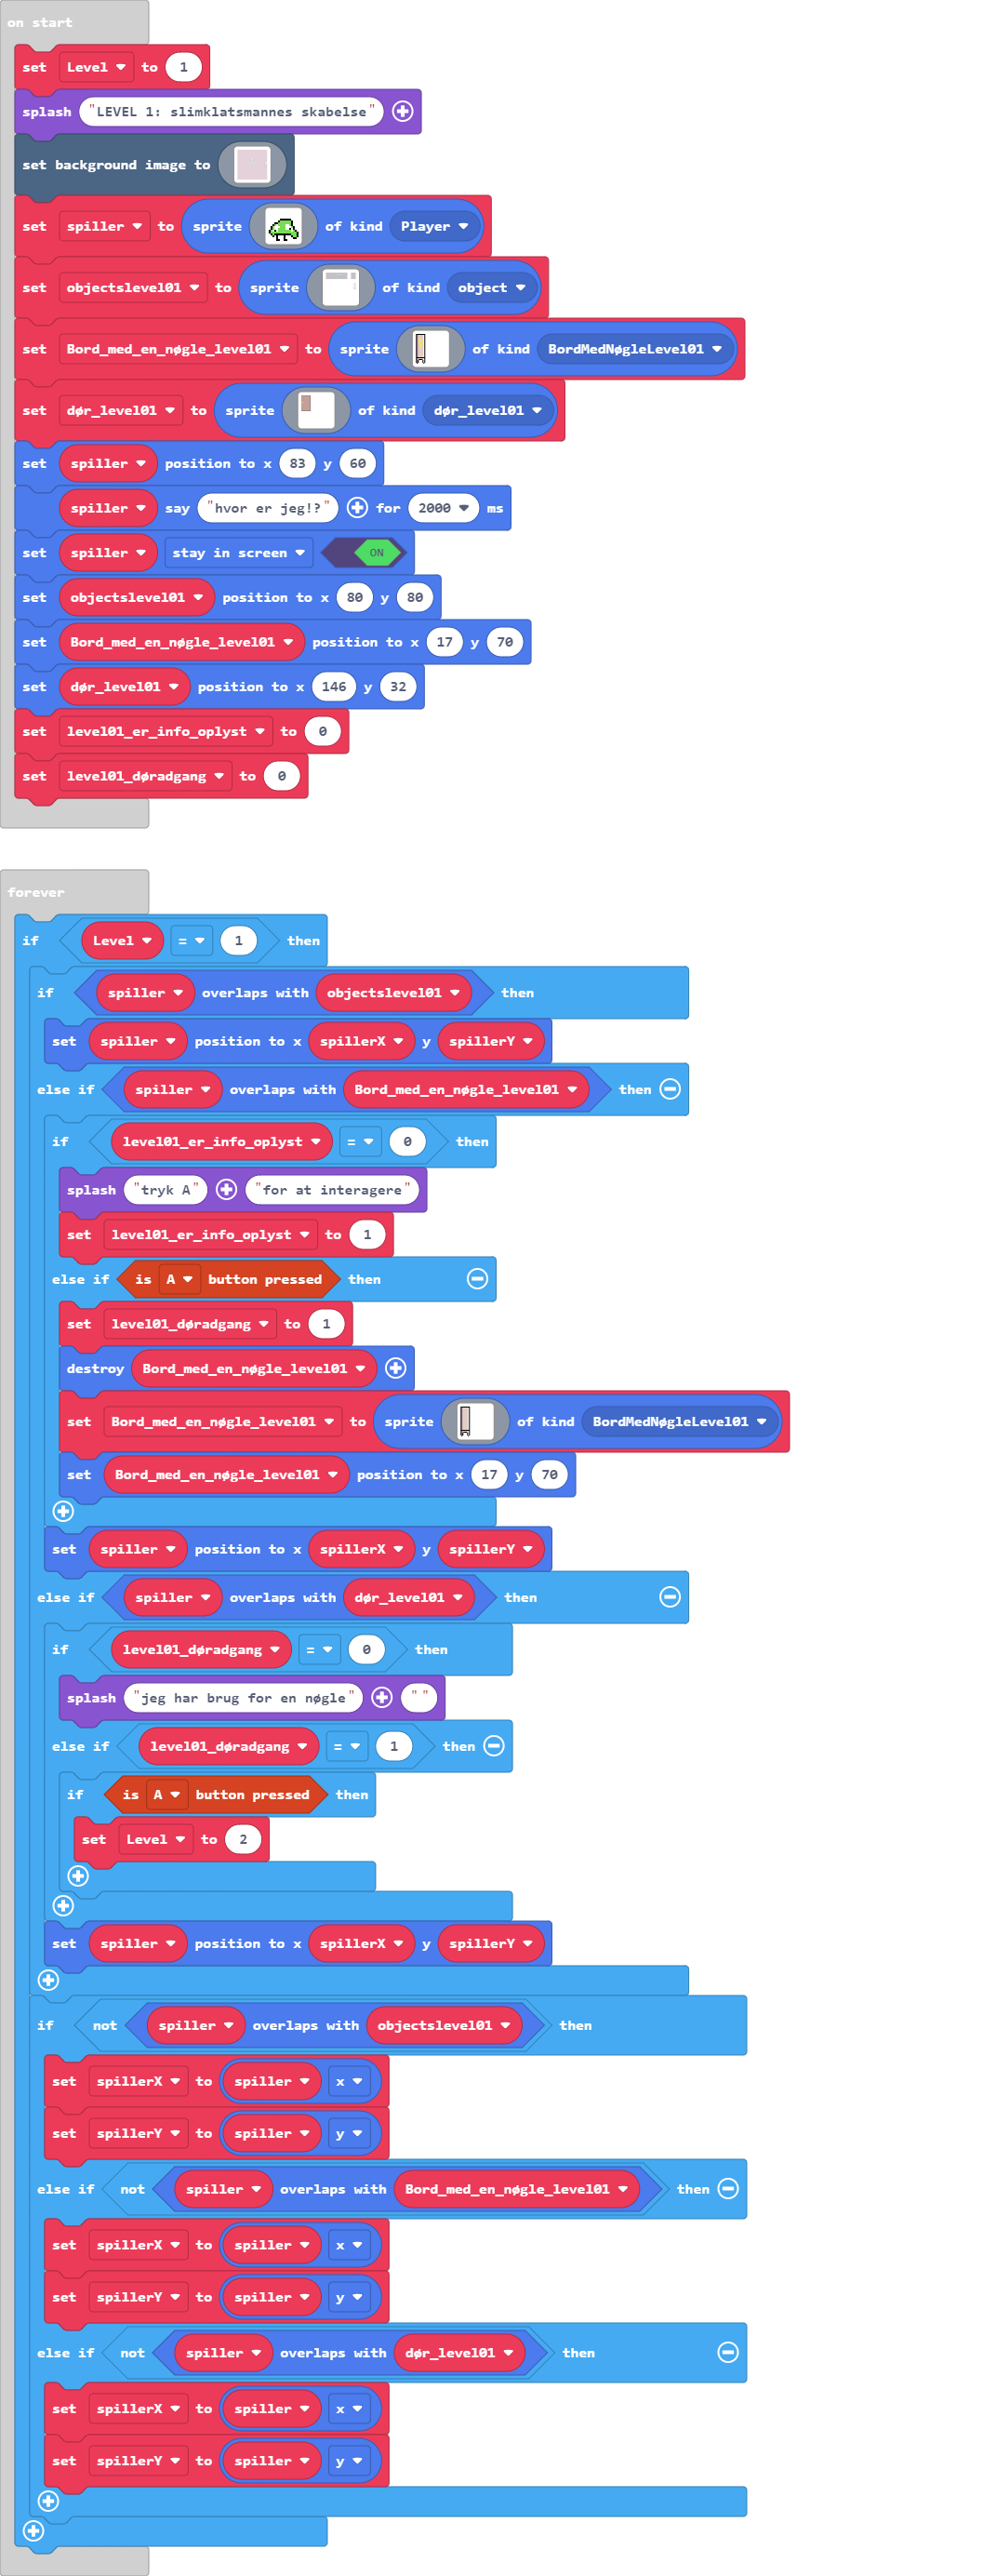 on start
set Level to 1
splash "LEVEL 1: slimklatsmannes skabelse"
set background image to
set spiller to sprite of kind Player
set objectslevel01 to sprite of kind object
set Bord_med_en_nøgle_level01 to sprite of kind BordMedNøgleLevel01
set dør_level01 to sprite of kind dør_level01
set spiller position to x 83 y 60
spiller say "hvor er jeg!?" for 2000 ms
set spiller stay in screen ON
set objectslevel01 position to x 80 y 80
set Bord_med_en_nøgle_level01 position to x 17 y 70
set dør_level01 position to x 146 y 32
set level01_er_info_oplyst to 0
set level01_døradgang to 0
forever
if Level = 1 then
if spiller overlaps with objectslevel01 then
set spiller position to x spillerX y spillerY
else if spiller overlaps with Bord_med_en_nøgle_level01 then
if level01_er_info_oplyst = 0 then
splash "tryk A" "for at interagere"
set level01_er_info_oplyst to 1
else if is A button pressed then
set level01_døradgang to 1
destroy Bord_med_en_nøgle_level01
set Bord_med_en_nøgle_level01 to sprite of kind BordMedNøgleLevel01
set Bord_med_en_nøgle_level01 position to x 17 y 70
set spiller position to x spillerX y spillerY
else if spiller overlaps with dør_level01 then
if level01_døradgang = 0 then
splash "jeg har brug for en nøgle" " "
else if level01_døradgang = 1 then
if is A button pressed then
set Level to 2
set spiller position to x spillerX y spillerY
if not spiller overlaps with objectslevel01 then
set spillerX to spiller x
set spillerY to spiller y
else if not spiller overlaps with Bord_med_en_nøgle_level01 then
set spillerX to spiller x
set spillerY to spiller y
else if not spiller overlaps with dør_level01 then
set spillerX to spiller x
set spillerY to spiller y